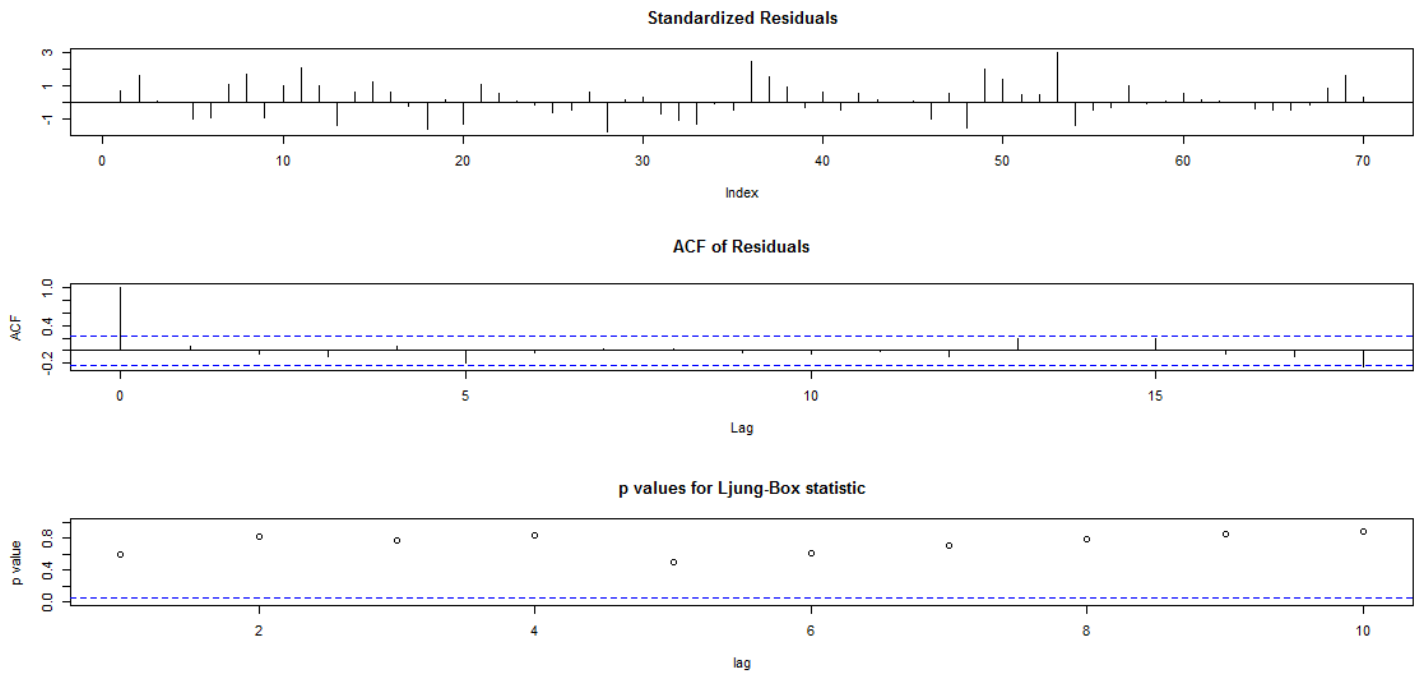 Standardized Residuals
3
1
-1
0 10 20 30 40 50 60 70
Index
ACF of Residuals
ACF
1.0
0.4
-0.2
0 5 10 15
Lag
p values for Ljung-Box statistic
p value
0.8
0.4
0.0
2 4 6 8 10
lag